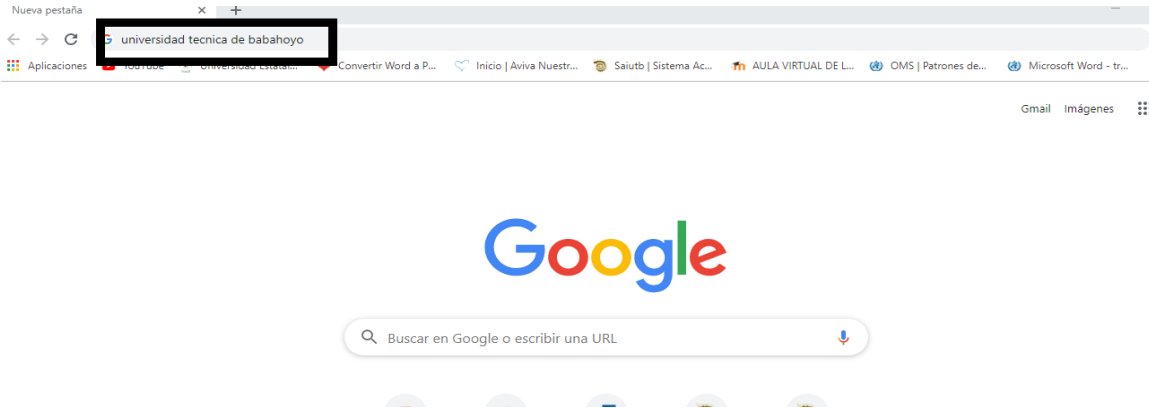 Nueva pestaña
universidad tecnica de babahoyo
Aplicaciones YouTube Universidad Estatal... Convertir Word a P... Inicio | Aviva Nuestr... Saiutb | Sistema Ac... AULA VIRTUAL DE L... OMS | Patrones de... Microsoft Word - tr...
Gmail Imágenes
Google
Buscar en Google o escribir una URL